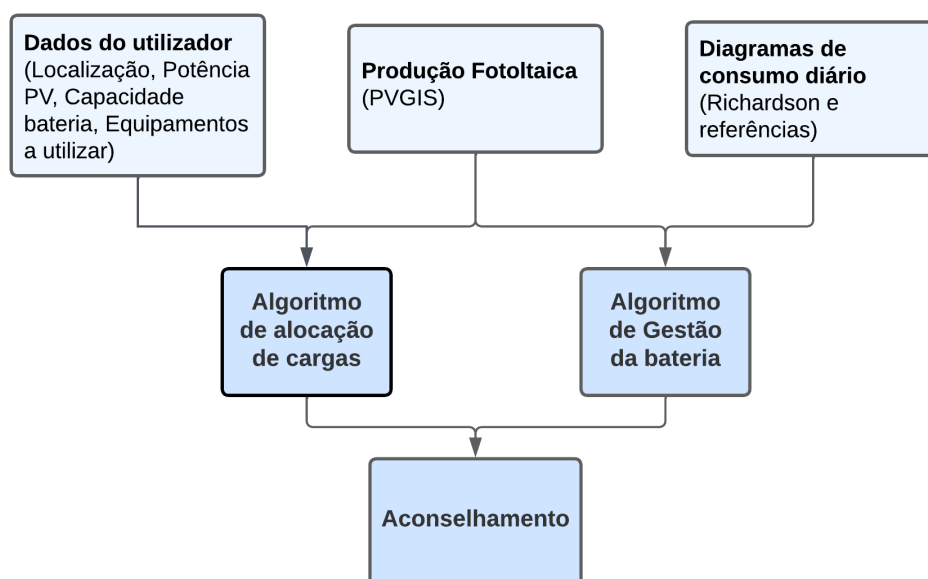 Dados do utilizador
(Localização, Potência
PV, Capacidade
bateria, Equipamentos
a utilizar)
Produção Fotoltaica
(PVGIS)
Diagramas de
consumo diário
(Richardson e
referências)
Algoritmo
de alocação
de cargas
Algoritmo
de Gestão
da bateria
Aconselhamento